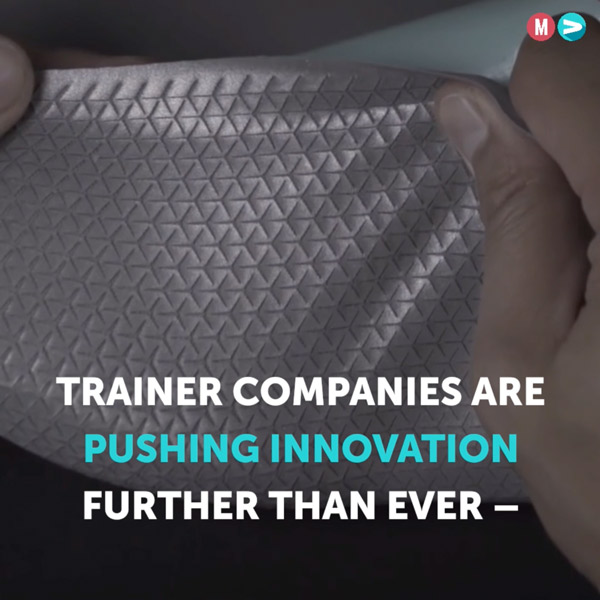 M
TRAINER COMPANIES ARE
PUSHING INNOVATION
FURTHER THAN EVER –